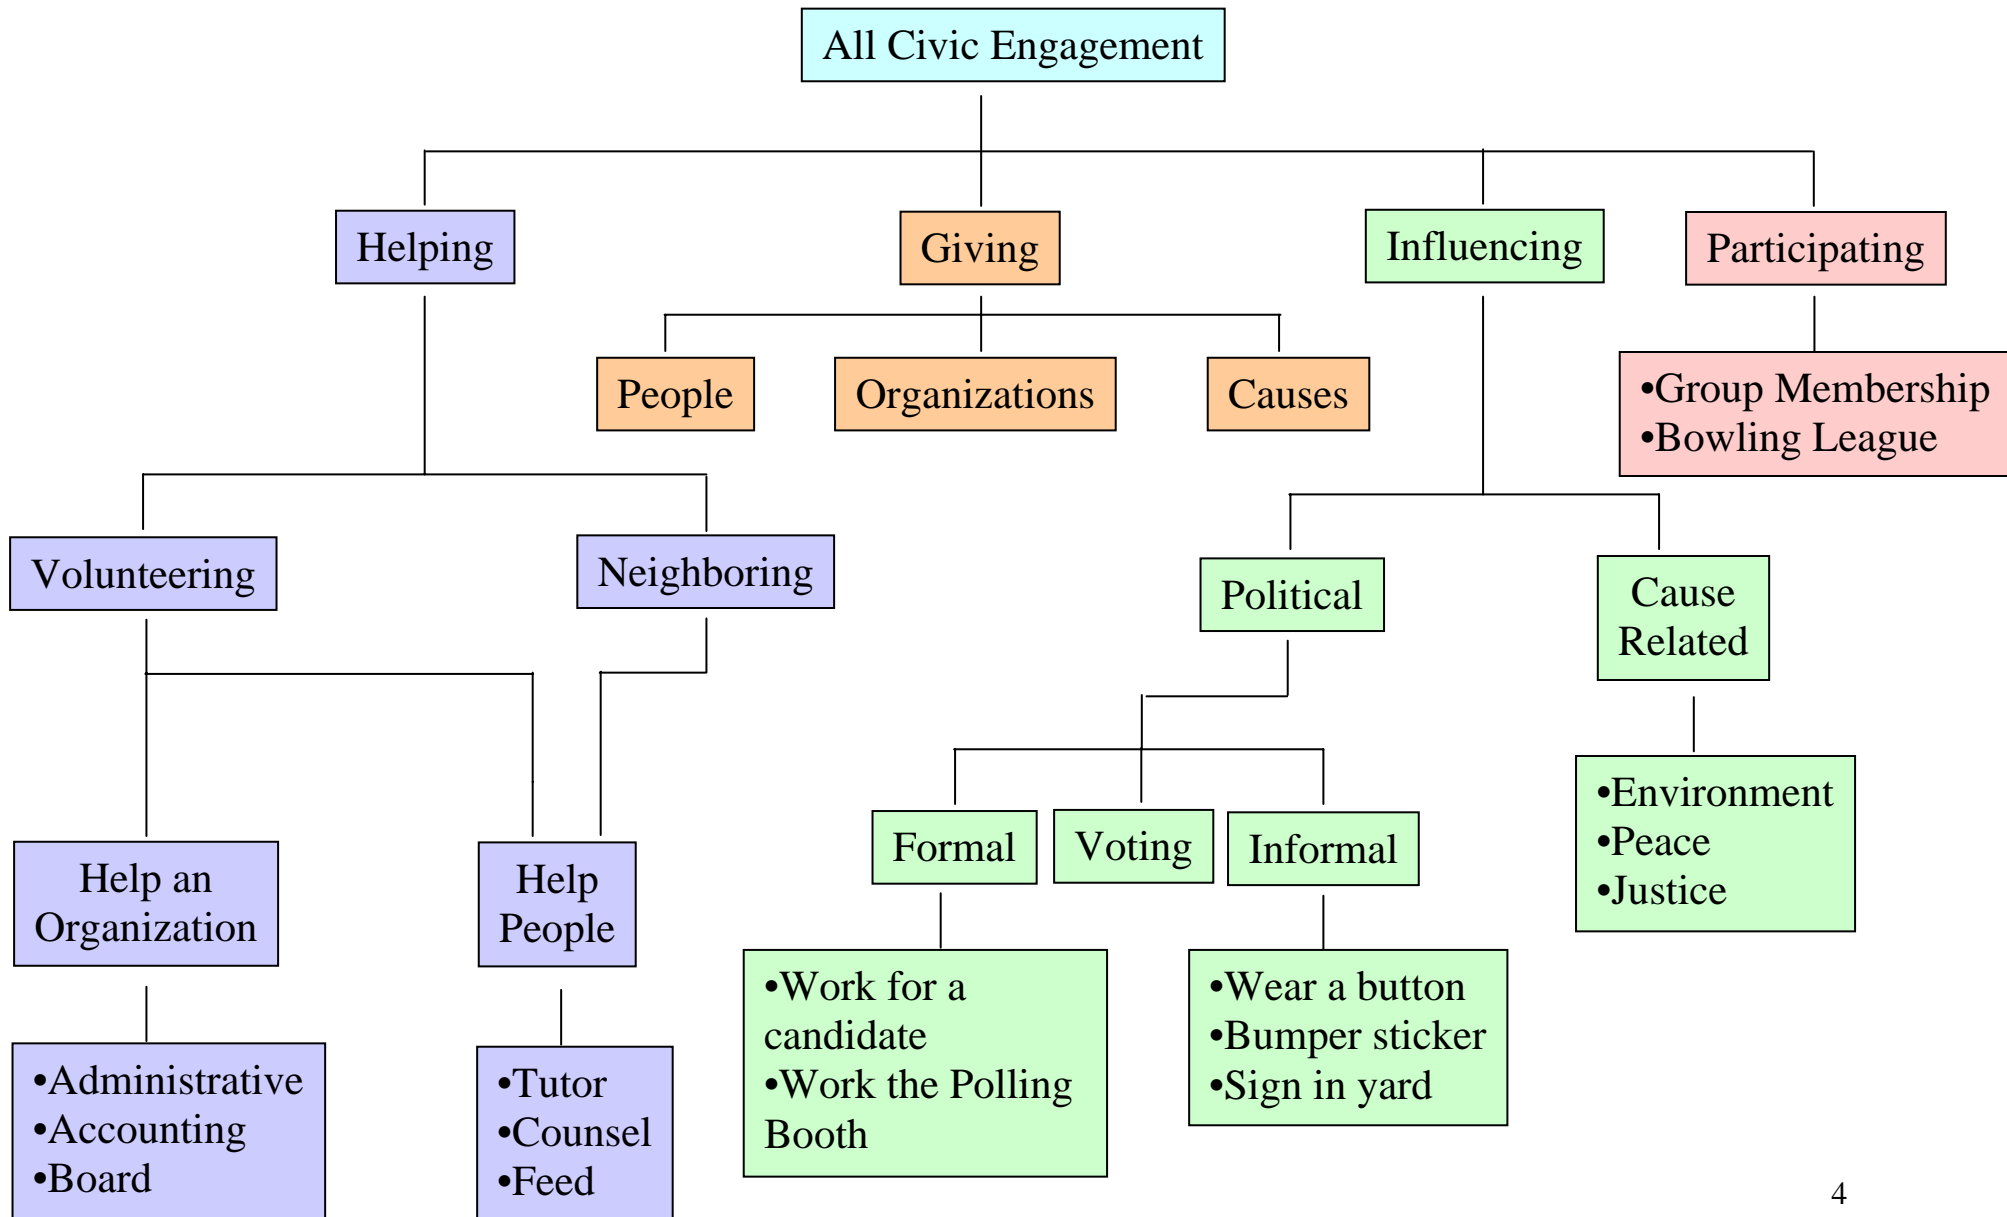 All Civic Engagement
Helping
Giving
Influencing
Participating
People
Organizations
Causes
•Group Membership
•Bowling League
Volunteering
Neighboring
Political
Cause
Related
Formal
Voting
Informal
•Environment
•Peace
•Justice
Help an
Organization
Help
People
•Work for a
candidate
•Work the Polling
Booth
•Wear a button
•Bumper sticker
•Sign in yard
•Administrative
•Accounting
•Board
•Tutor
•Counsel
•Feed
4